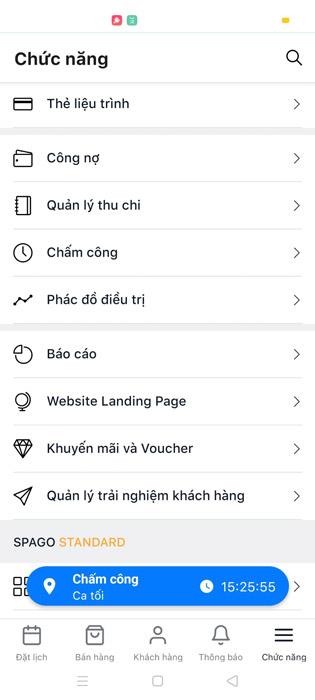 Chức năng
Thẻ liệu trình
Công nợ
Quản lý thu chi
Chấm công
Phác đồ điều trị
Báo cáo
Website Landing Page
Khuyến mãi và Voucher
Quản lý trải nghiệm khách hàng
SPAGO STANDARD
Chấm công
Ca tối
15:25:55
Đặt lịch
Bán hàng
Khách hàng
Thông báo
Chức năng